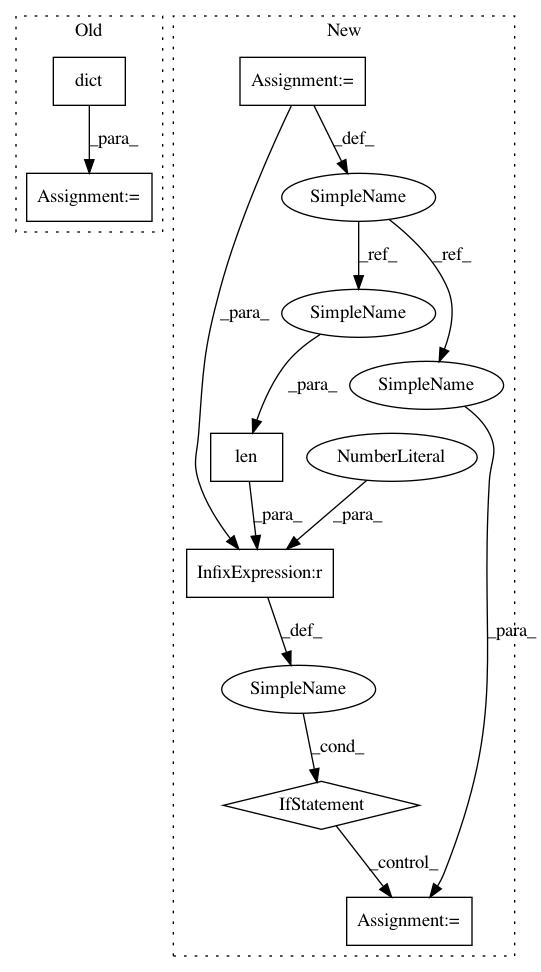 Old
New
dict
Assignment:=
_para_
_def_
Assignment:=
SimpleName
_ref_
_ref_
_para_
SimpleName
SimpleName
_para_
len
NumberLiteral
_para_
_para_
InfixExpression:r
_def_
_para_
SimpleName
_cond_
IfStatement
_control_
Assignment:=